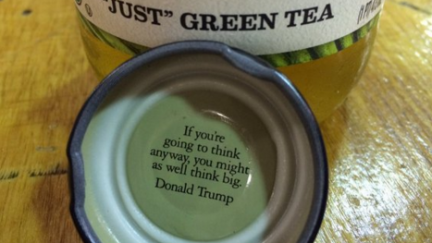 "JUST" GREEN TEA
If you're
going to think
anyway, you might
as well think big.
Donald Trump